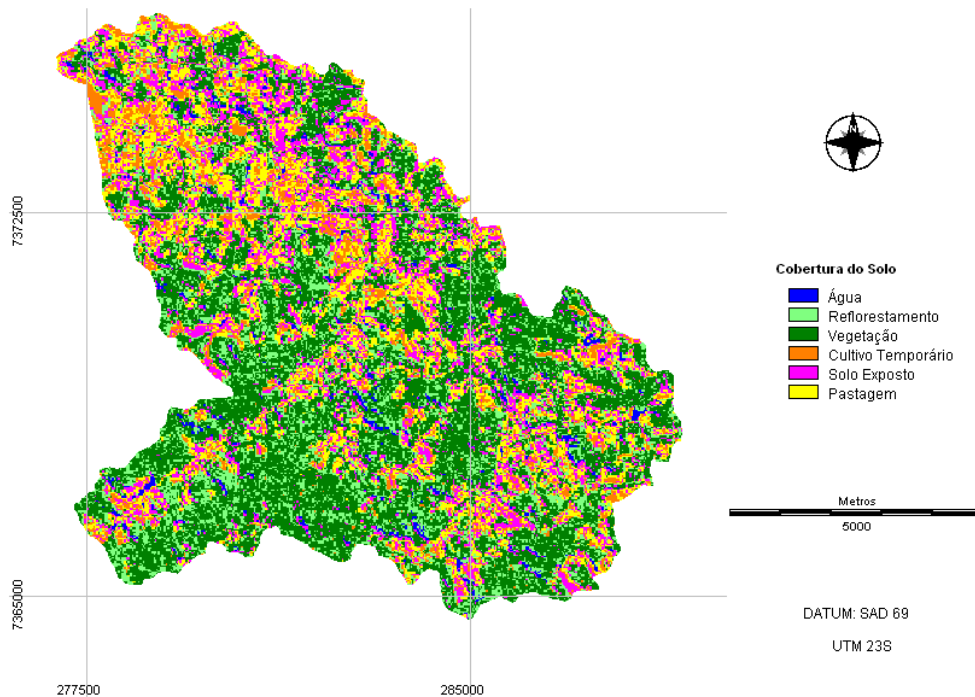 7372500
7365000
277500
285000
Cobertura do Solo
Água
Reflorestamento
Vegetação
Cultivo Temporário
Solo Exposto
Pastagem
Metros
5000
DATUM: SAD 69
UTM 23S